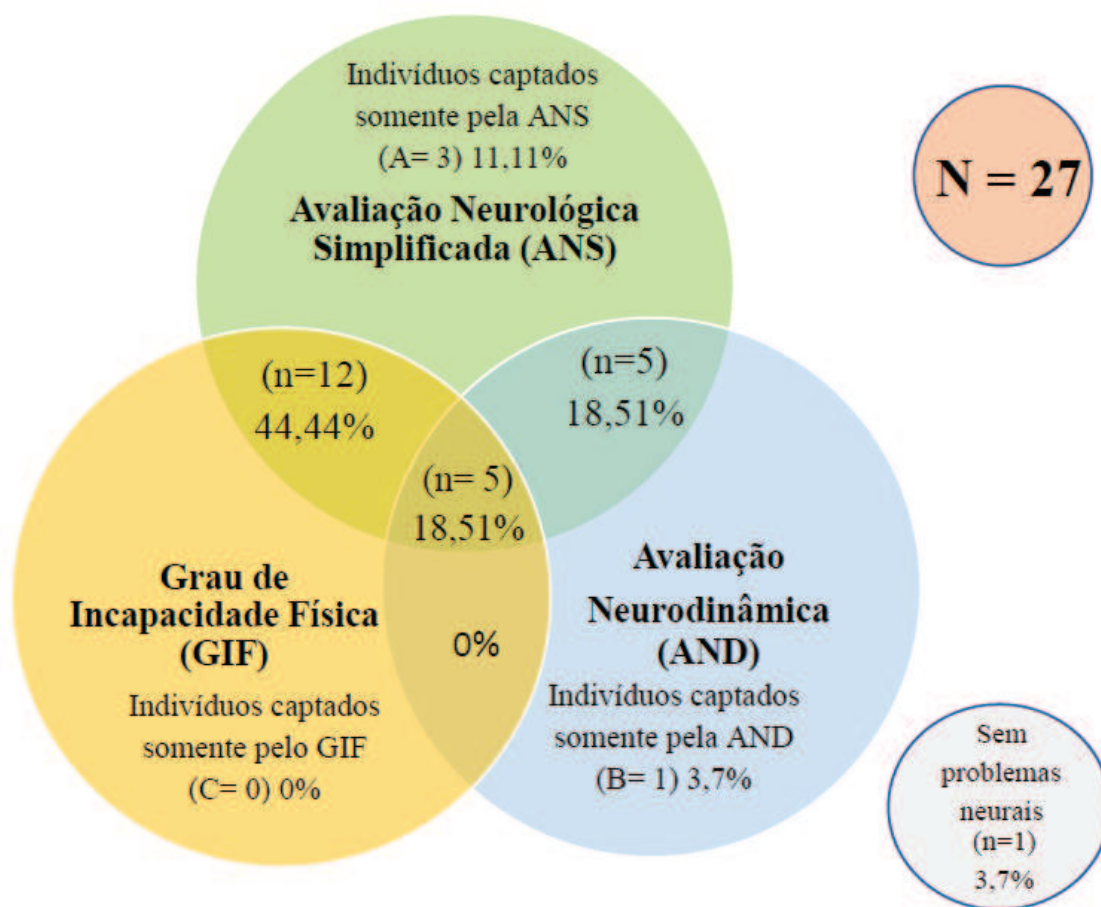 Indivíduos captados
somente pela ANS
(A= 3) 11,11%
Avaliação Neurológica
Simplificada (ANS)
N = 27
(n=12)
44,44%
(n=5)
18,51%
(n= 5)
18,51%
Grau de
Incapacidade Física
(GIF)
0%
Avaliação
Neurodinâmica
(AND)
Indivíduos captados
somente pelo GIF
(C= 0) 0%
Indivíduos captados
somente pela AND
(B= 1) 3,7%
Sem
problemas
neurais
(n=1)
3,7%